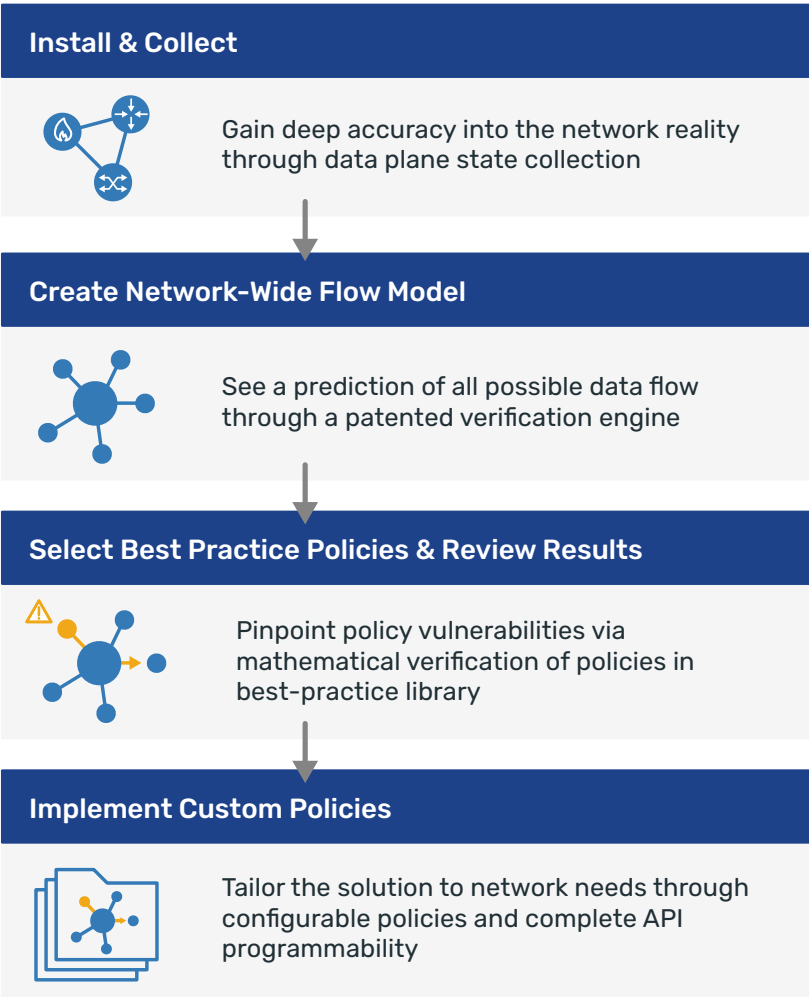 Install & Collect
Gain deep accuracy into the network reality
through data plane state collection
Create Network-Wide Flow Model
See a prediction of all possible data flow
through a patented verification engine
Select Best Practice Policies & Review Results
Pinpoint policy vulnerabilities via
mathematical verification of policies in
best-practice library
Implement Custom Policies
Tailor the solution to network needs through
configurable policies and complete API
programmability